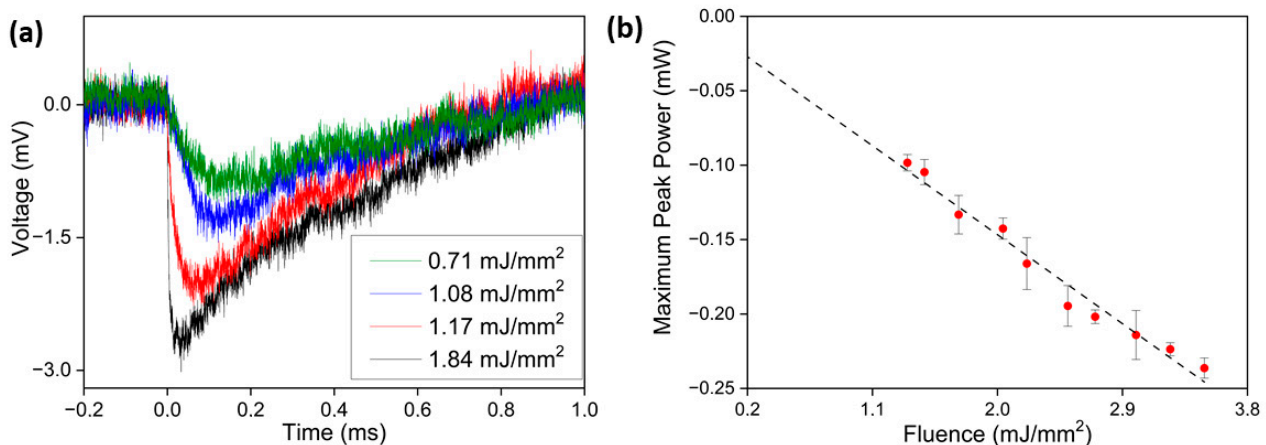 (a)
Voltage (mV)
0.0
−1.5
−3.0
−0.2
0.0
0.2
0.4
0.6
0.8
1.0
Time (ms)
0.71 mJ/mm²
1.08 mJ/mm²
1.17 mJ/mm²
1.84 mJ/mm²
(b)
Maximum Peak Power (mW)
0.00
−0.05
−0.10
−0.15
−0.20
−0.25
0.2
1.1
2.0
2.9
3.8
Fluence (mJ/mm²)